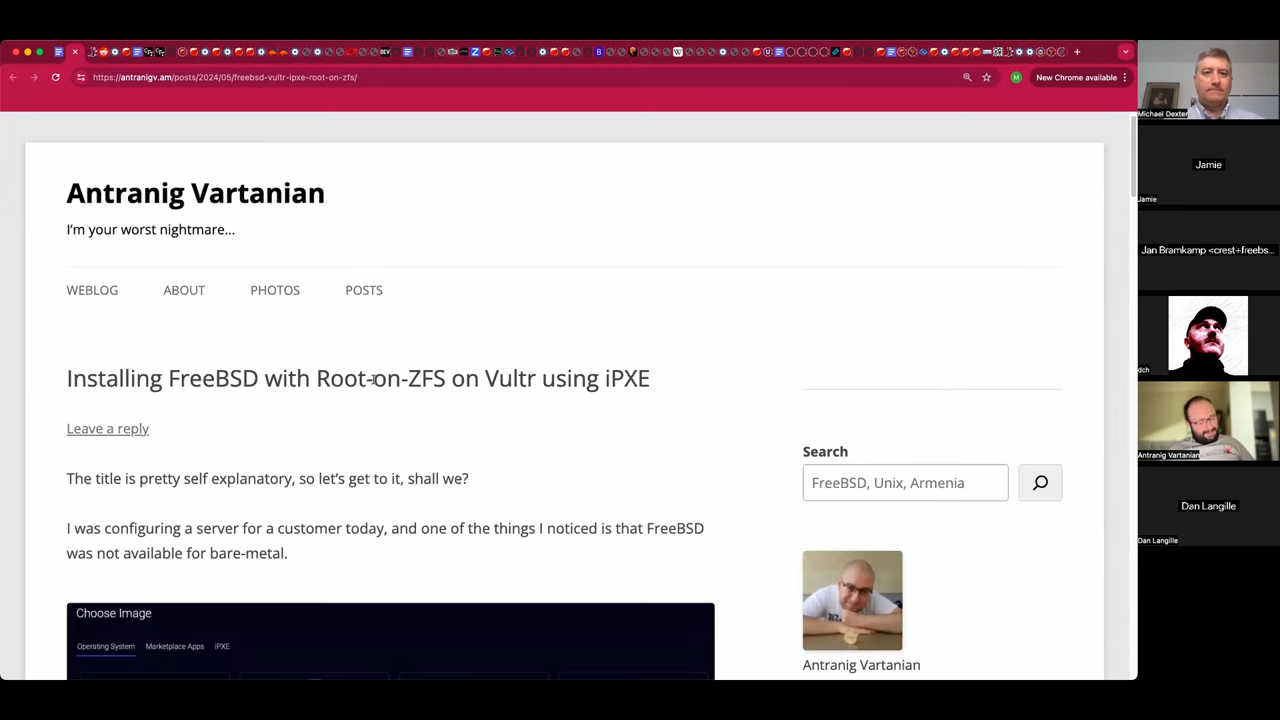 https://antranigv.am/posts/2024/05/freebsd-vultr-ipxe-root-on-zfs/
New Chrome available
Antranig Vartanian
I'm your worst nightmare…
WEBLOG ABOUT PHOTOS POSTS
Installing FreeBSD with Root-on-ZFS on Vultr using iPXE
Leave a reply
The title is pretty self explanatory, so let's get to it, shall we?
I was configuring a server for a customer today, and one of the things I noticed is that FreeBSD
was not available for bare-metal.
Choose Image
Operating System Marketplace Apps iPXE
Search
FreeBSD, Unix, Armenia
Antranig Vartanian
Michael Dexter
Jamie
Jamie
Jan Bramkamp <crest+freebs...
dch
Antranig Vartanian
Dan Langille
Dan Langille